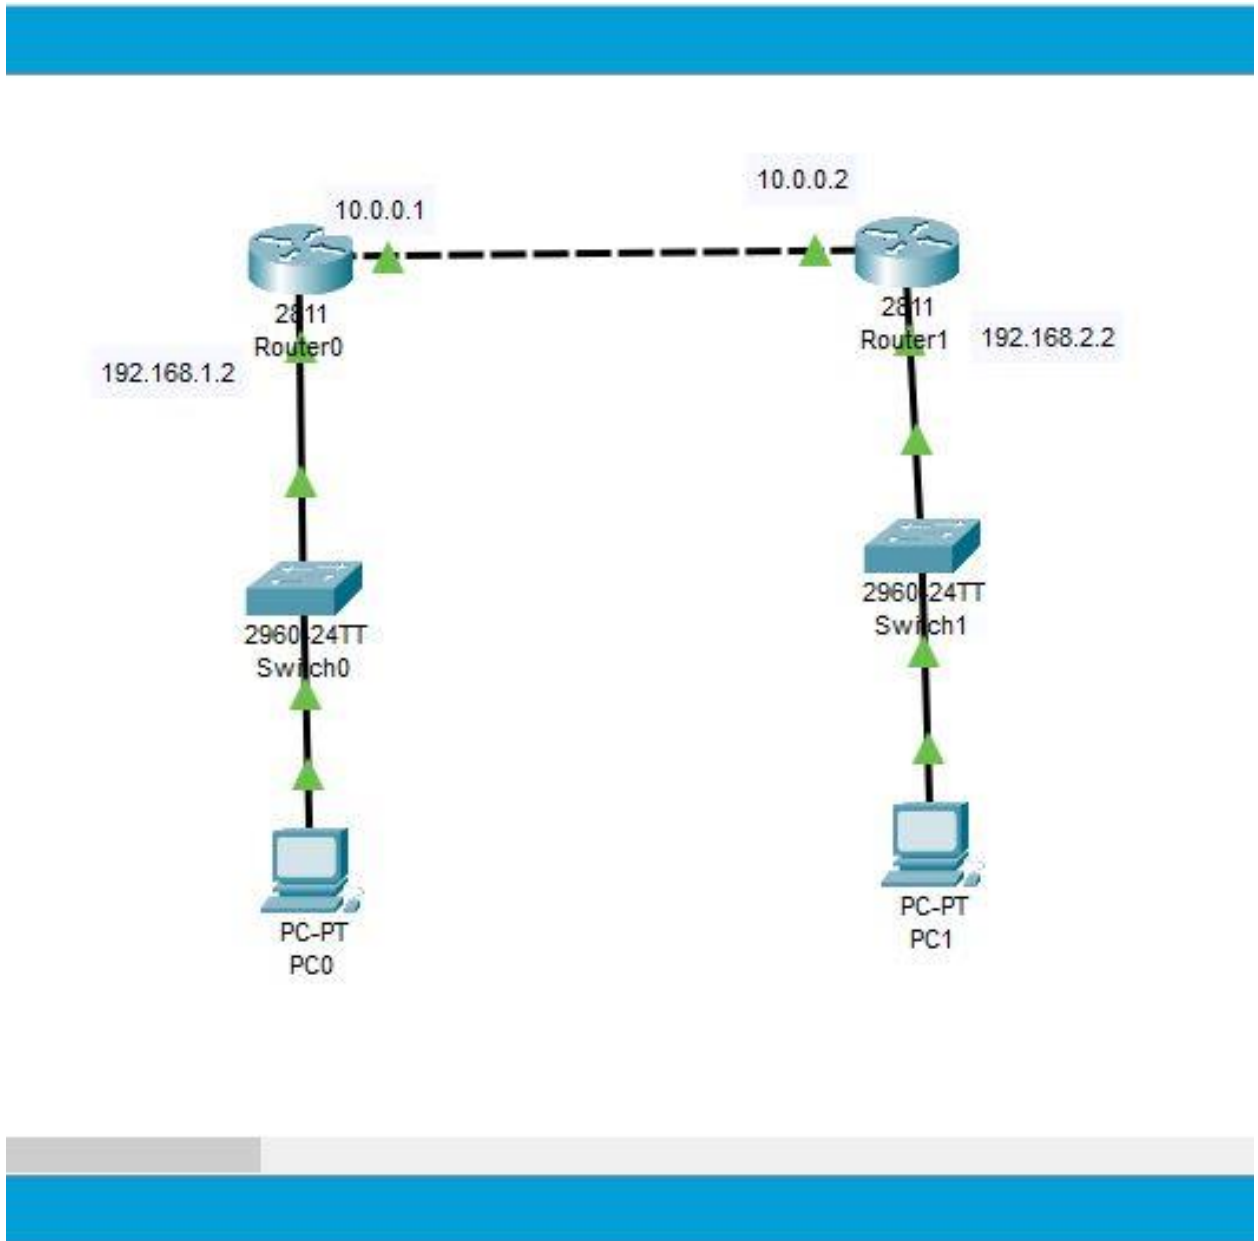 10.0.0.1
10.0.0.2
2811
Router0
2811
Router1
192.168.1.2
192.168.2.2
2960-24TT
Switch0
2960-24TT
Switch1
PC-PT
PC0
PC-PT
PC1